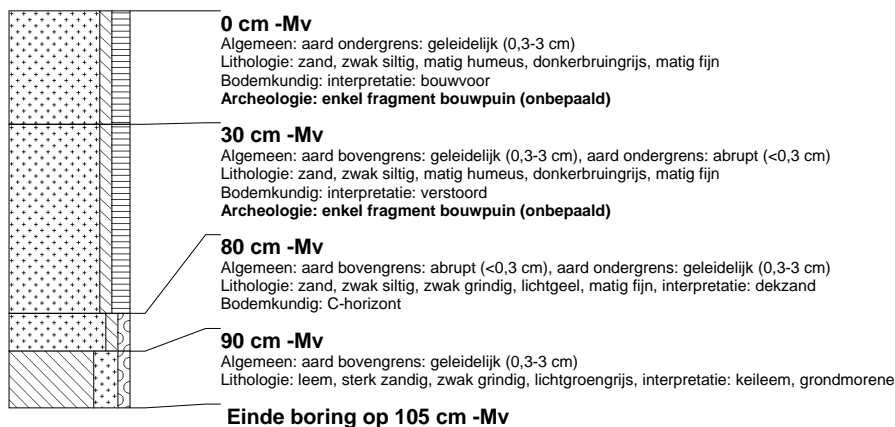 0 cm -Mv
Algemeen: aard ondergrens: geleidelijk (0,3-3 cm)
Lithologie: zand, zwak siltig, matig humeus, donkerbruingrijs, matig fijn
Bodemkundig: interpretatie: bouwvoor
Archeologie: enkel fragment bouwpuin (onbepaald)
30 cm -Mv
Algemeen: aard bovengrens: geleidelijk (0,3-3 cm), aard ondergrens: abrupt (<0,3 cm)
Lithologie: zand, zwak siltig, matig humeus, donkerbruingrijs, matig fijn
Bodemkundig: interpretatie: verstoord
Archeologie: enkel fragment bouwpuin (onbepaald)
80 cm -Mv
Algemeen: aard bovengrens: abrupt (<0,3 cm), aard ondergrens: geleidelijk (0,3-3 cm)
Lithologie: zand, zwak siltig, zwak grindig, lichtgeel, matig fijn, interpretatie: dekzand
Bodemkundig: C-horizont
90 cm -Mv
Algemeen: aard bovengrens: geleidelijk (0,3-3 cm)
Lithologie: leem, sterk zandig, zwak grindig, lichtgroengrijs, interpretatie: keileem, grondmorene
Einde boring op 105 cm -Mv